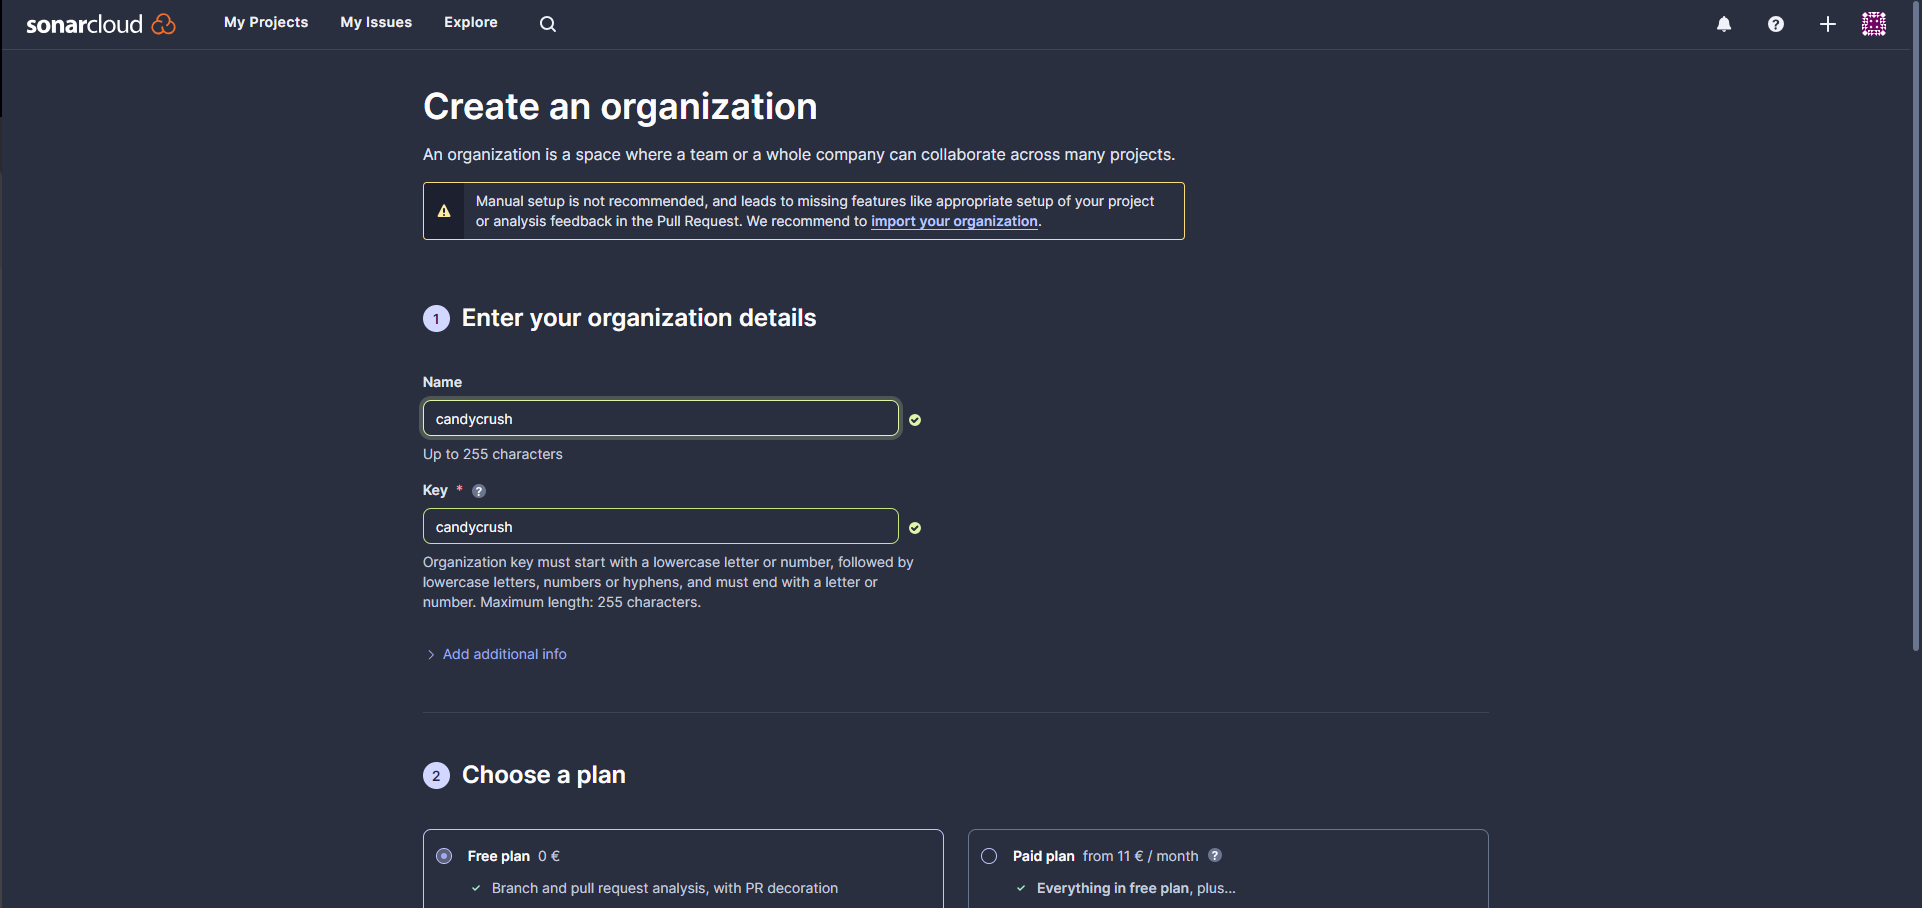 sonarcloud My Projects My Issues Explore
Create an organization
An organization is a space where a team or a whole company can collaborate across many projects.
Manual setup is not recommended, and leads to missing features like appropriate setup of your project
or analysis feedback in the Pull Request. We recommend to import your organization.
1 Enter your organization details
Name
candycrush
Up to 255 characters
Key * ?
candycrush
Organization key must start with a lowercase letter or number, followed by
lowercase letters, numbers or hyphens, and must end with a letter or
number. Maximum length: 255 characters.
Add additional info
2 Choose a plan
Free plan 0 €
Branch and pull request analysis, with PR decoration
Paid plan from 11 € / month ?
Everything in free plan, plus...